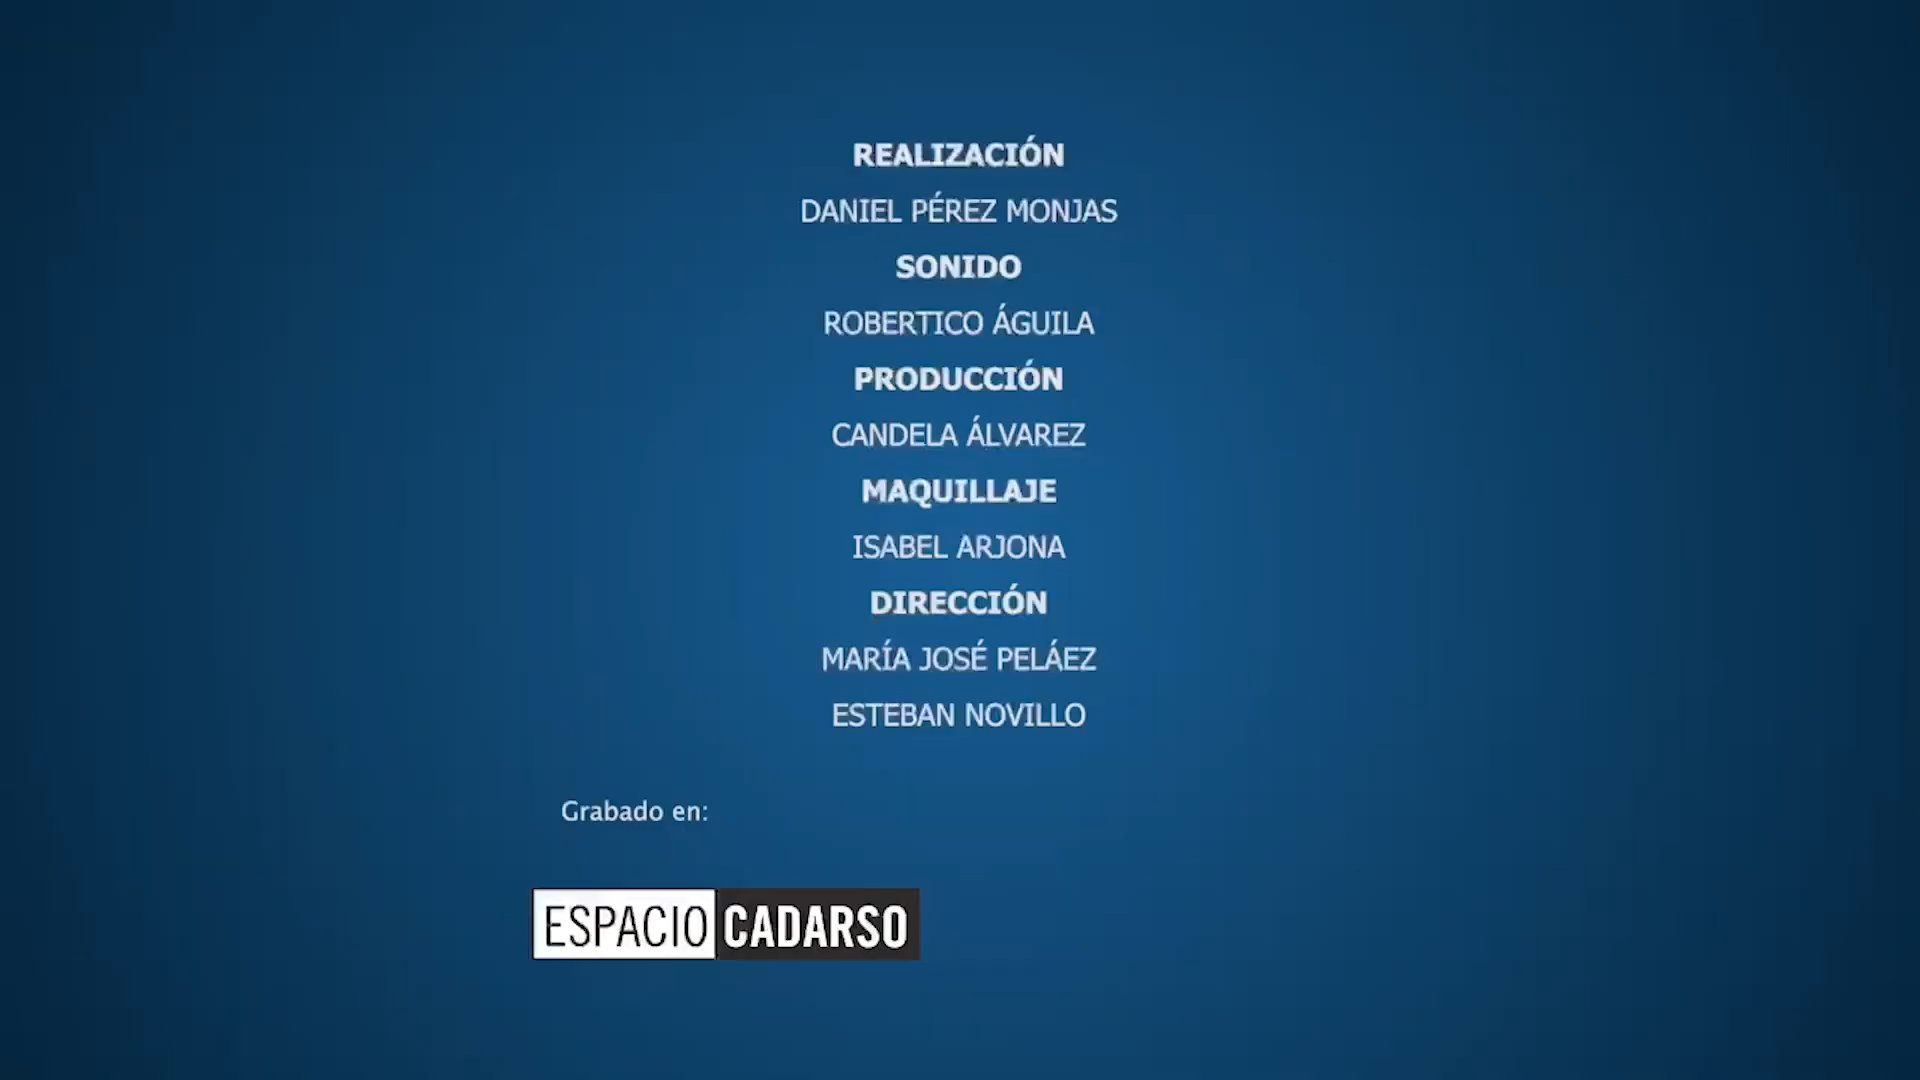 REALIZACIÓN
DANIEL PÉREZ MONJAS
SONIDO
ROBERTICO ÁGUILA
PRODUCCIÓN
CANDELA ÁLVAREZ
MAQUILLAJE
ISABEL ARJONA
DIRECCIÓN
MARÍA JOSÉ PELÁEZ
ESTEBAN NOVILLO
Grabado en:
ESPACIO CADARSO